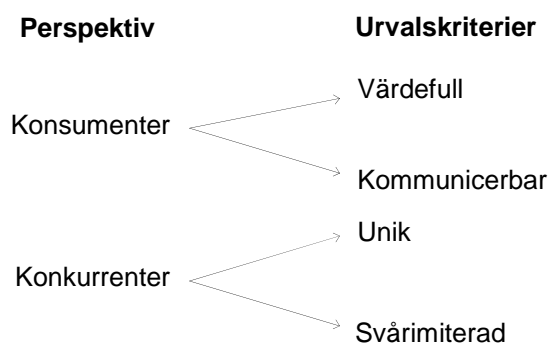 Perspektiv
Urvalskriterier
Värdefull
Konsumenter
Kommunicerbar
Unik
Konkurrenter
Svårimiterad